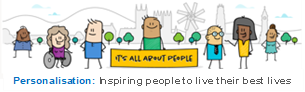 IT'S ALL ABOUT PEOPLE
Personalisation: Inspiring people to live their best lives